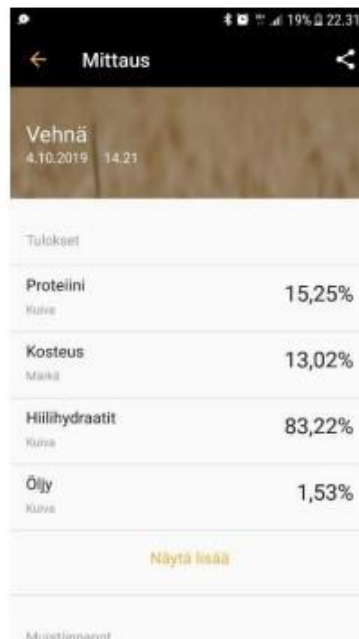 19% 22.31
Mittaus
Vehnä
4.10.2019 14.21
Tulokset
Proteiini
15,25%
Kuiva
Kosteus
13,02%
Märkä
Hiilihydraatit
83,22%
Kuiva
Öljy
1,53%
Kuiva
Näytä lisää
Muistiinpanot